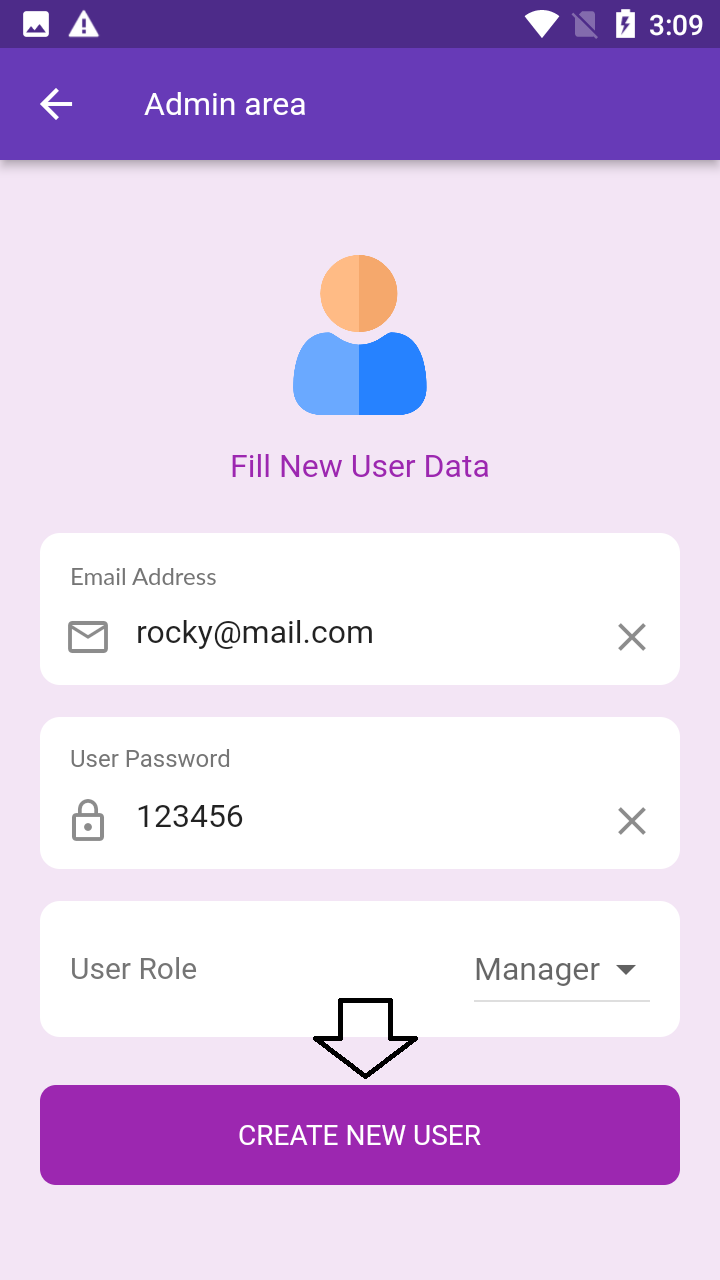 3:09
Admin area
Fill New User Data
Email Address
rocky@mail.com
User Password
123456
User Role
Manager
CREATE NEW USER